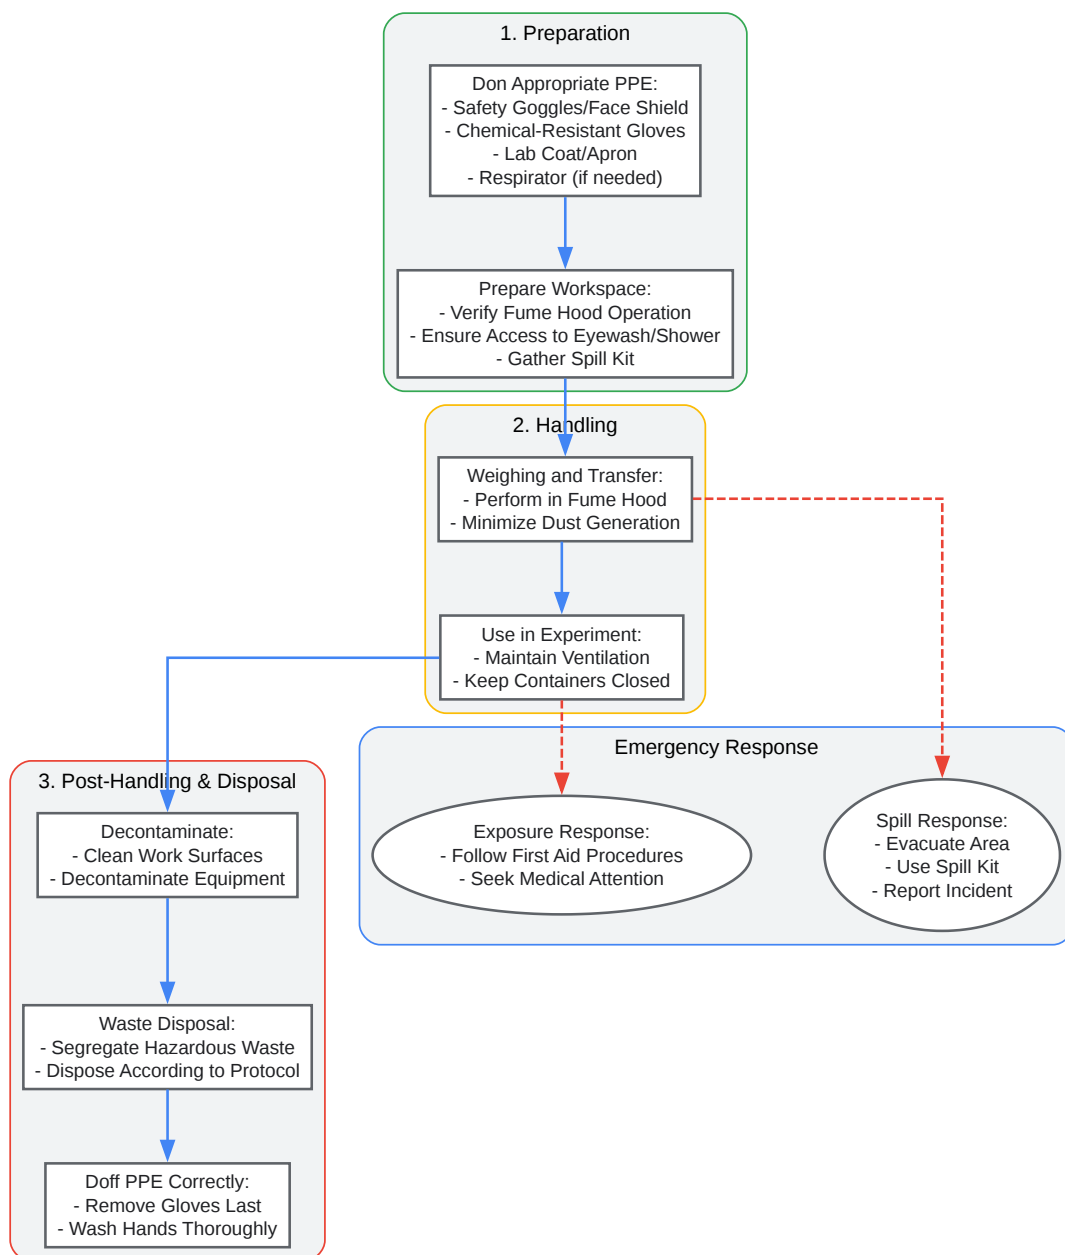 1. Preparation
Don Appropriate PPE:
- Safety Goggles/Face Shield
- Chemical-Resistant Gloves
- Lab Coat/Apron
- Respirator (if needed)
Prepare Workspace:
- Verify Fume Hood Operation
- Ensure Access to Eyewash/Shower
- Gather Spill Kit
2. Handling
Weighing and Transfer:
- Perform in Fume Hood
- Minimize Dust Generation
Use in Experiment:
- Maintain Ventilation
- Keep Containers Closed
Emergency Response
Exposure Response:
- Follow First Aid Procedures
- Seek Medical Attention
Spill Response:
- Evacuate Area
- Use Spill Kit
- Report Incident
3. Post-Handling & Disposal
Decontaminate:
- Clean Work Surfaces
- Decontaminate Equipment
Waste Disposal:
- Segregate Hazardous Waste
- Dispose According to Protocol
Doff PPE Correctly:
- Remove Gloves Last
- Wash Hands Thoroughly